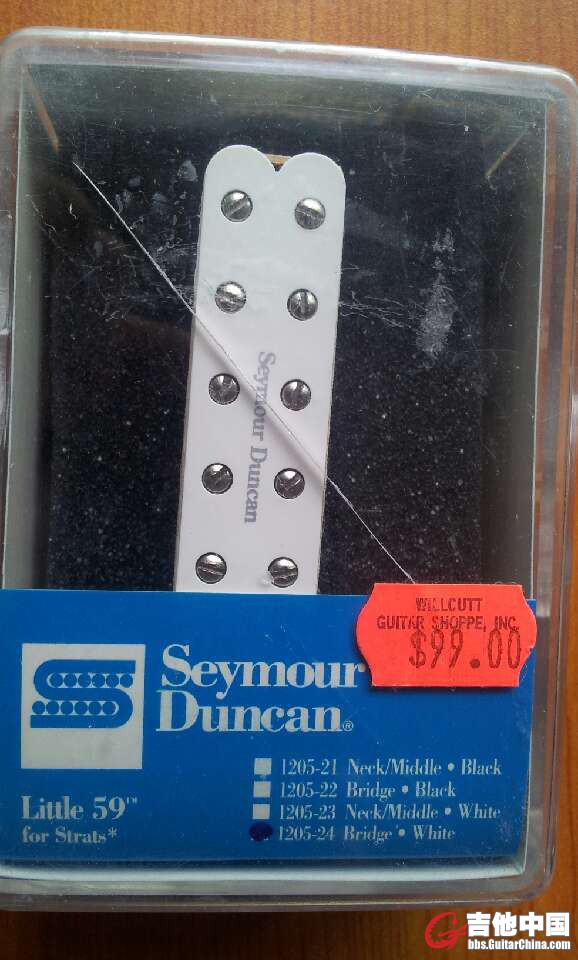 Seymour Duncan
WILLCUTT
GUITAR SHOPPE, INC.
$99.00
Seymour
Duncan®
Little 59™
for Strats*
1205-21 Neck/Middle • Black
1205-22 Bridge • Black
1205-23 Neck/Middle • White
1205-24 Bridge • White
吉他中国
bbs.GuitarChina.com